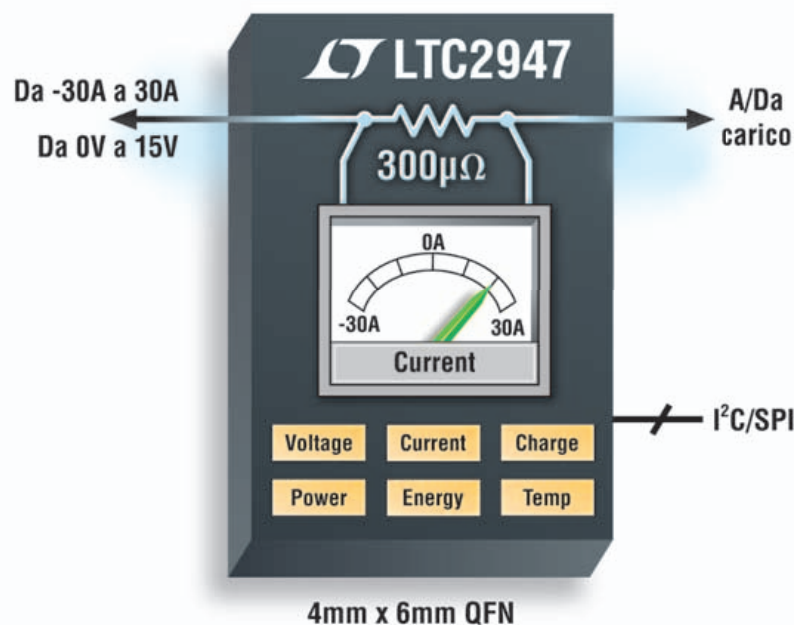 LTC2947
Da -30A a 30A
Da 0V a 15V
A/Da
carico
300μΩ
0A
-30A
30A
Current
I²C/SPI
Voltage
Current
Charge
Power
Energy
Temp
4mm x 6mm QFN